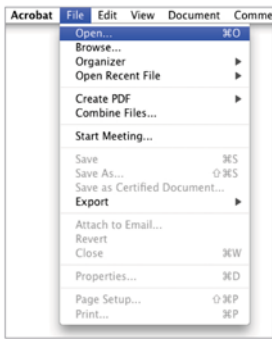 Acrobat File Edit View Document Comme
Open... ⌘O
Browse...
Organizer ▶
Open Recent File ▶
Create PDF ▶
Combine Files...
Start Meeting...
Save ⌘S
Save As... ⇧⌘S
Save as Certified Document...
Export ▶
Attach to Email...
Revert
Close ⌘W
Properties... ⌘D
Page Setup... ⇧⌘P
Print... ⌘P